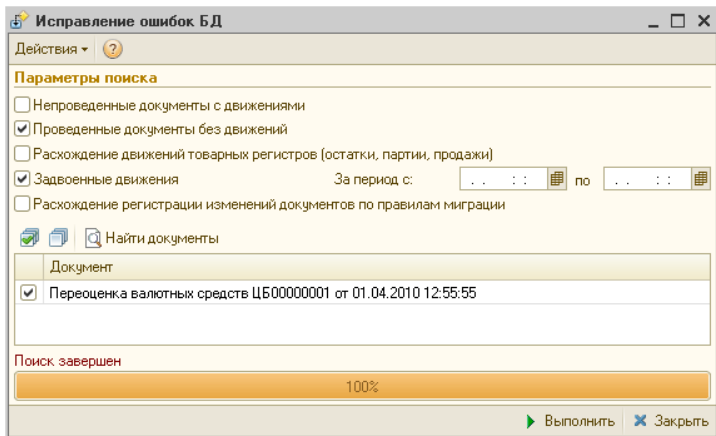 Исправление ошибок БД
Действия
Параметры поиска
Непроведенные документы с движениями
Проведенные документы без движений
Расхождение движений товарных регистров (остатки, партии, продажи)
Задвоенные движения За период с: . . : : по . . : :
Расхождение регистрации изменений документов по правилам миграции
Найти документы
Документ
Переоценка валютных средств ЦБ00000001 от 01.04.2010 12:55:55
Поиск завершен
100%
Выполнить Закрыть